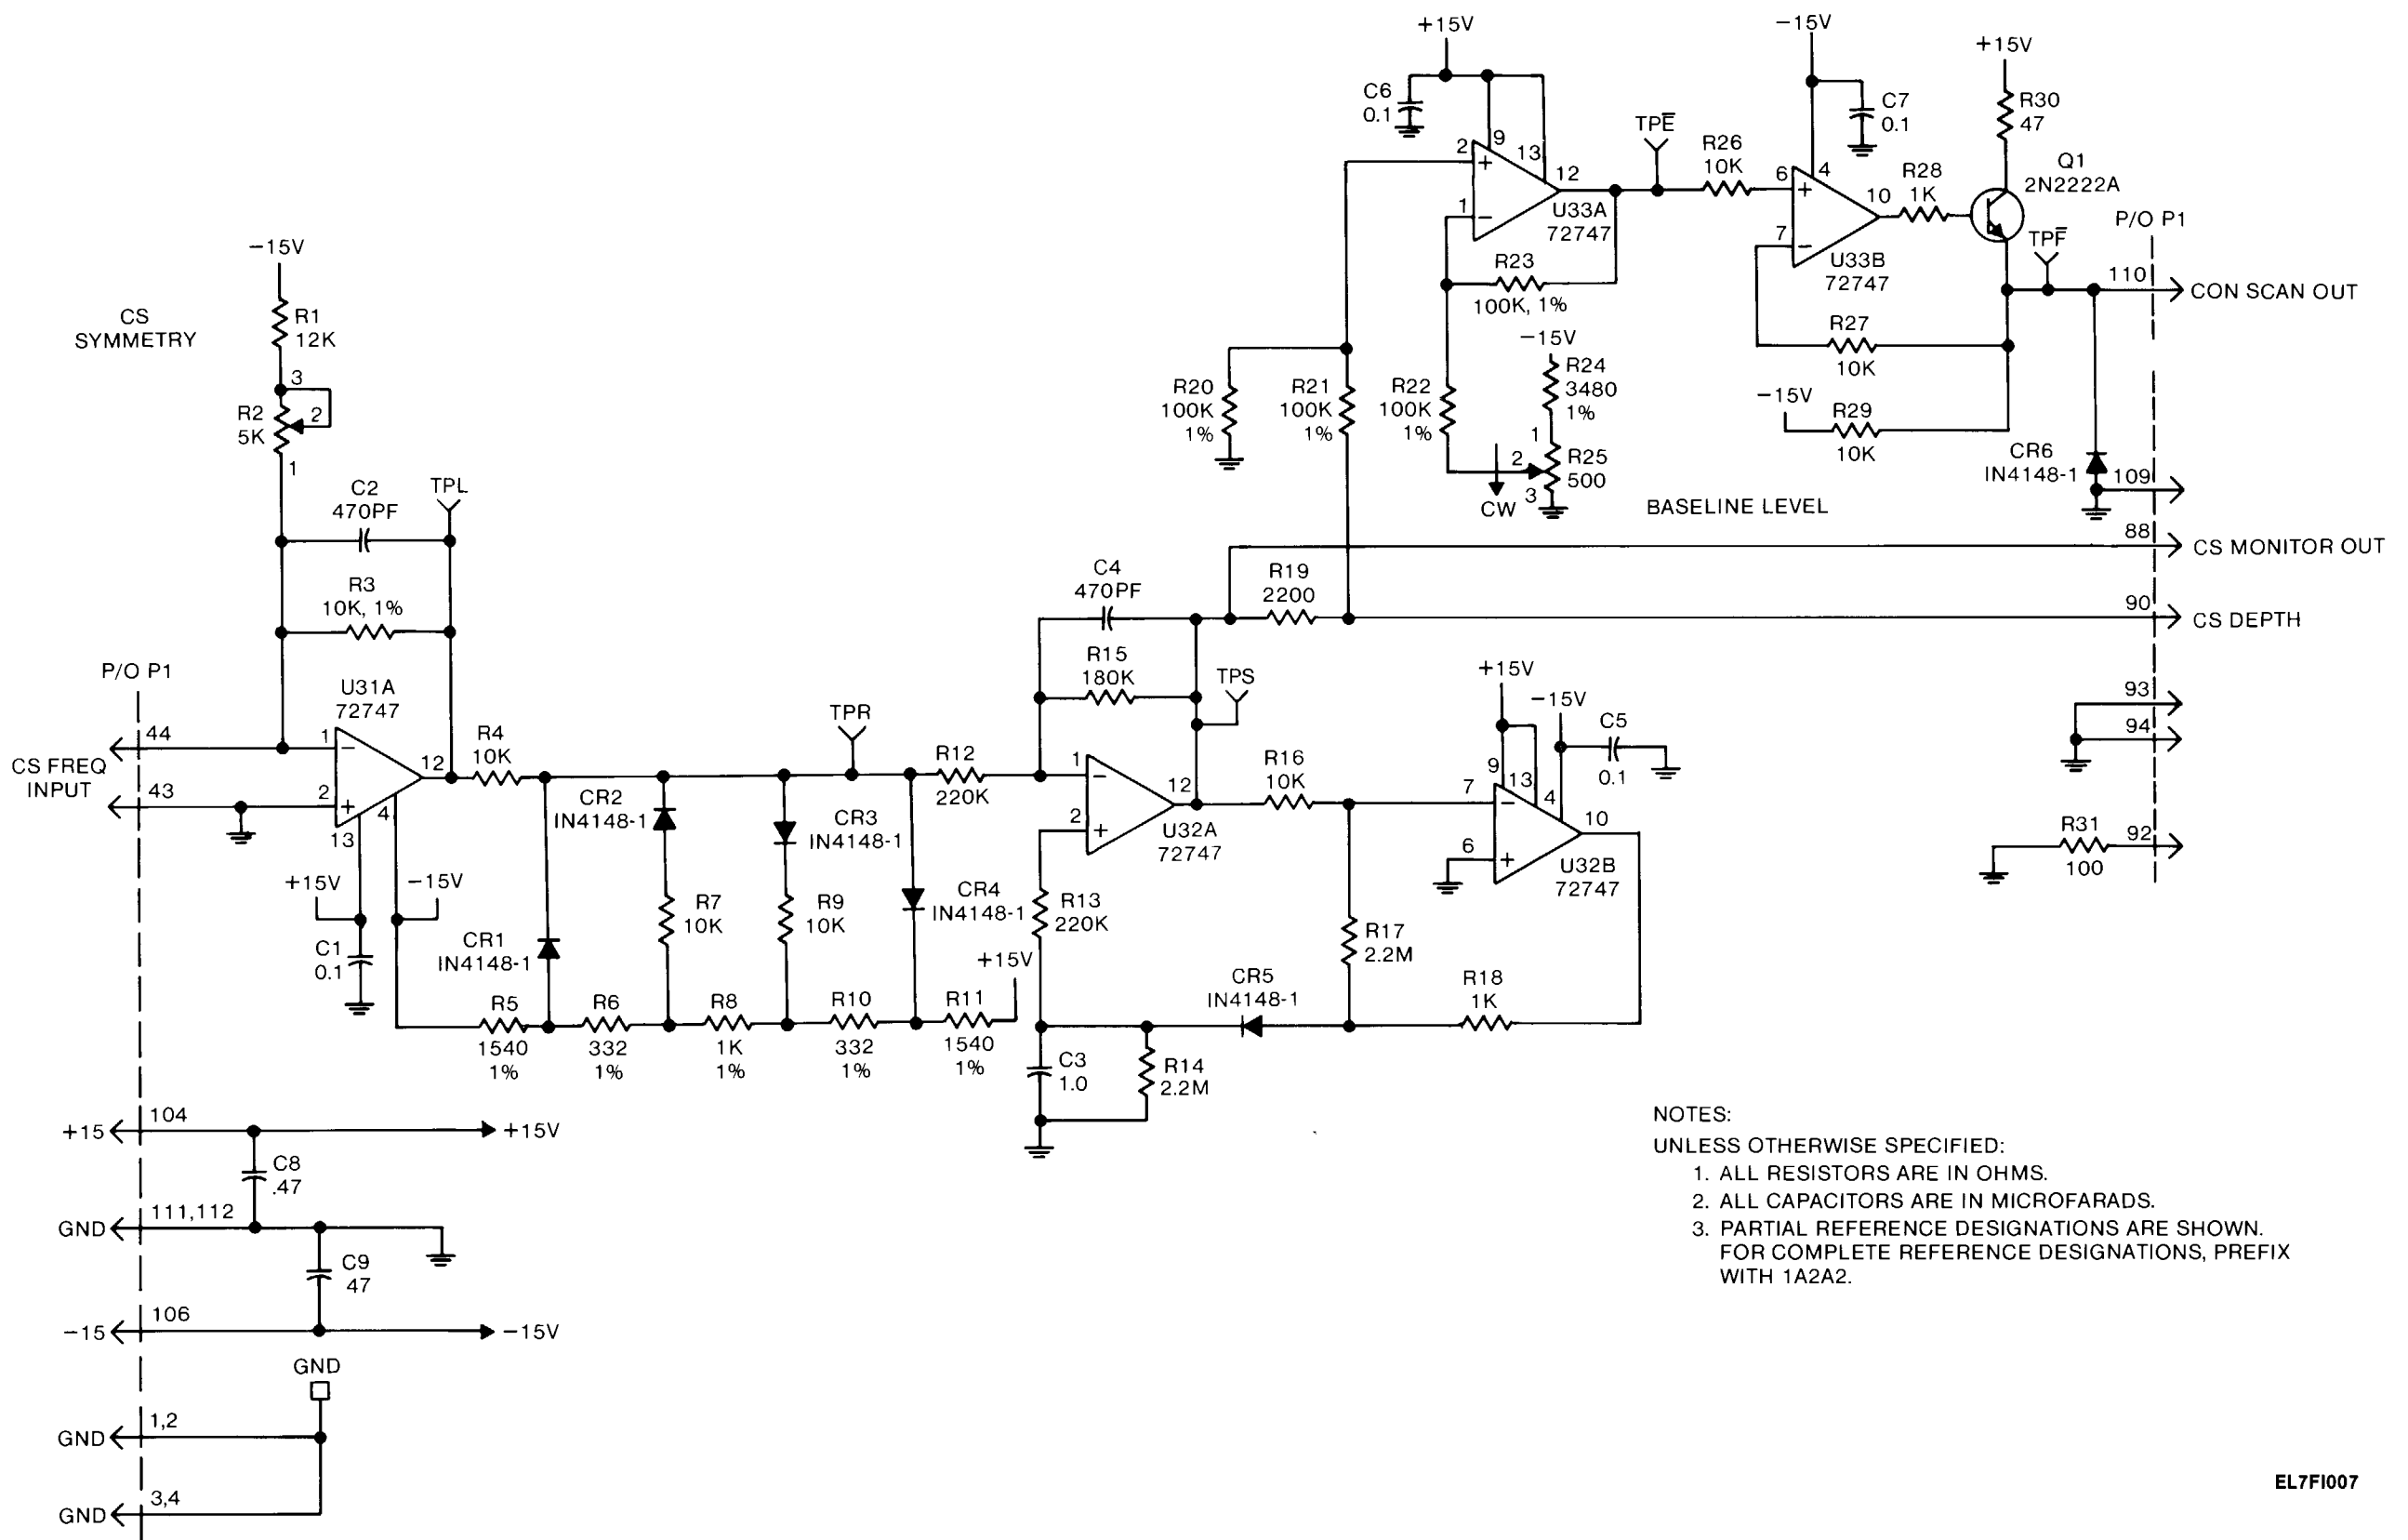 +15V
-15V
+15V
C6
0.1
C7
0.1
R30
47
2
+
9
13
12
1
-
U33A
72747
TPE̅
R26
10K
6
+
4
7
-
10
U33B
72747
R28
1K
Q1
2N2222A
P/O P1
TPF̅
110
CON SCAN OUT
R23
100K, 1%
R27
10K
-15V
R29
10K
-15V
R24
3480
1%
R20
100K
1%
R21
100K
1%
R22
100K
1%
1
2
3
R25
500
CW
BASELINE LEVEL
CR6
IN4148-1
109
88
CS MONITOR OUT
90
CS DEPTH
93
94
R31
100
92
-15V
CS
SYMMETRY
R1
12K
3
R2
5K
2
1
C2
470PF
TPL
R3
10K, 1%
P/O P1
U31A
72747
44
CS FREQ
INPUT
43
1
-
2
+
12
4
13
+15V
-15V
C1
0.1
R4
10K
CR1
IN4148-1
CR2
IN4148-1
R7
10K
CR3
IN4148-1
R9
10K
CR4
IN4148-1
TPR
R12
220K
R5
1540
1%
R6
332
1%
R8
1K
1%
R10
332
1%
R11
1540
1%
+15V
C4
470PF
R15
180K
R19
2200
TPS
1
-
2
+
12
U32A
72747
R13
220K
R16
10K
+15V
-15V
C5
0.1
7
-
9
13
4
6
+
10
U32B
72747
R17
2.2M
R18
1K
CR5
IN4148-1
C3
1.0
R14
2.2M
+15
104
+15V
C8
.47
GND
111,112
C9
47
-15
106
-15V
GND
GND
1,2
GND
3,4
NOTES:
UNLESS OTHERWISE SPECIFIED:
1. ALL RESISTORS ARE IN OHMS.
2. ALL CAPACITORS ARE IN MICROFARADS.
3. PARTIAL REFERENCE DESIGNATIONS ARE SHOWN.
FOR COMPLETE REFERENCE DESIGNATIONS, PREFIX
WITH 1A2A2.
EL7FI007